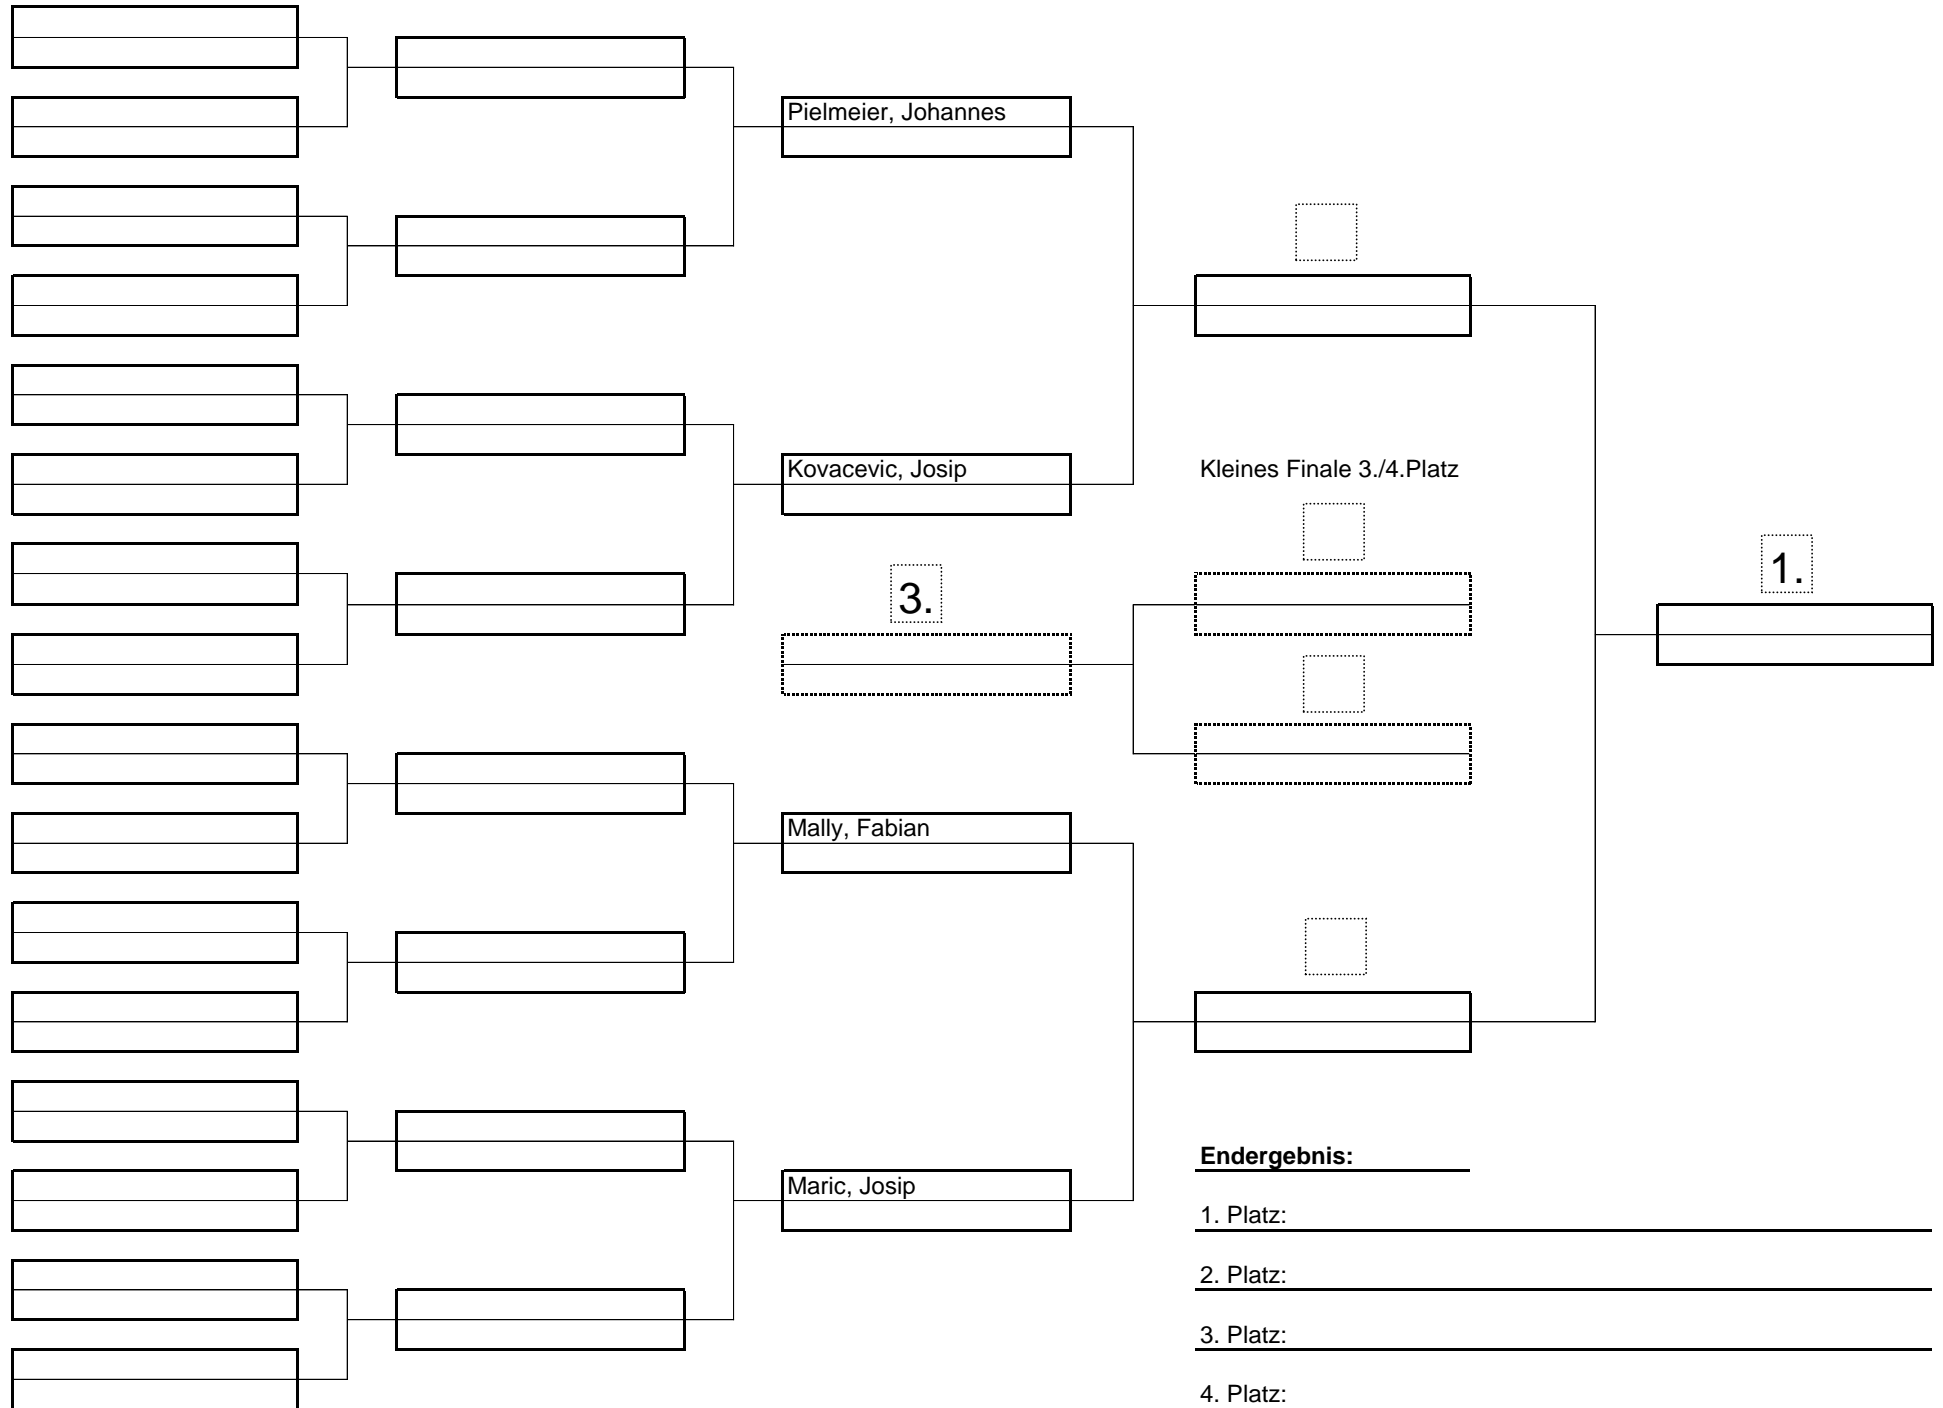 Pielmeier, Johannes
Kovacevic, Josip
Kleines Finale 3./4.Platz
3.
1.
Mally, Fabian
Maric, Josip
Endergebnis:
1. Platz:
2. Platz:
3. Platz:
4. Platz: